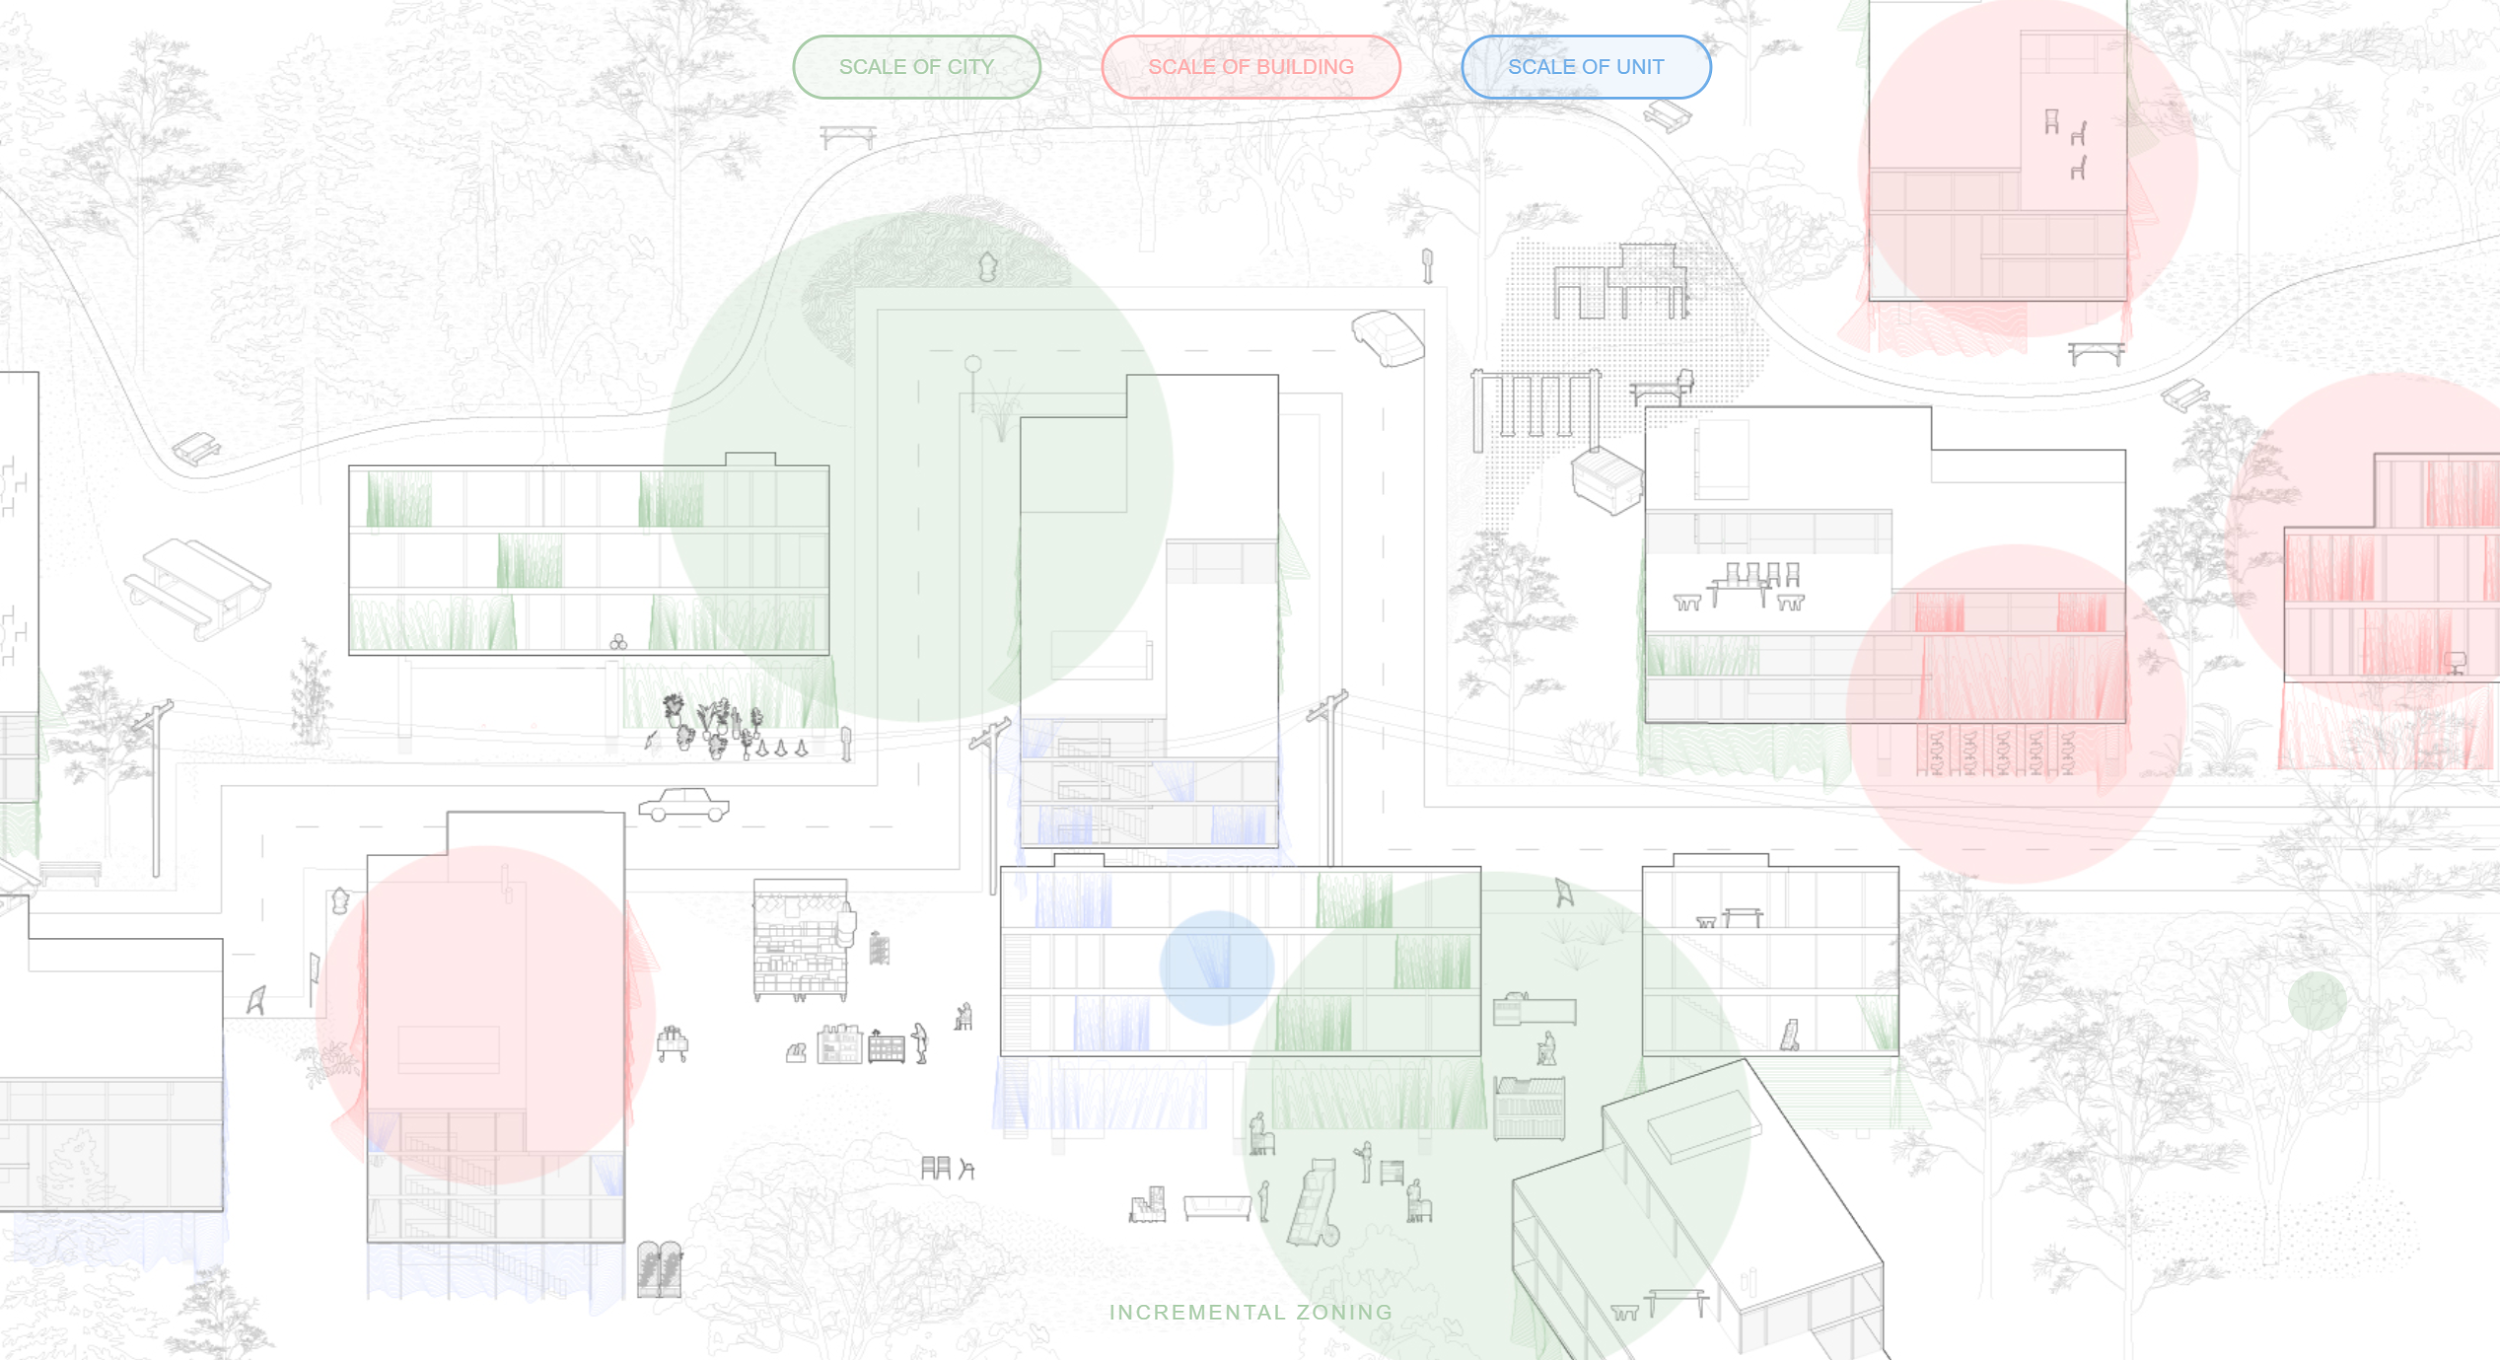 SCALE OF CITY
SCALE OF BUILDING
SCALE OF UNIT
INCREMENTAL ZONING